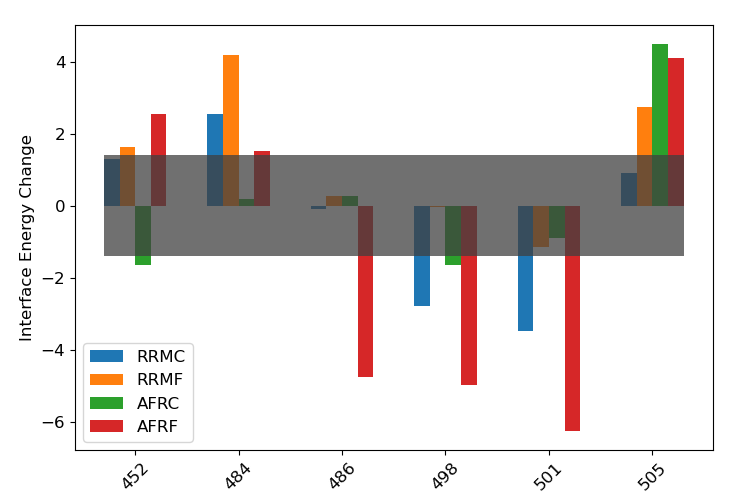 Interface Energy Change
4
2
0
−2
−4
−6
RRMC
RRMF
AFRC
AFRF
452
484
486
498
501
505